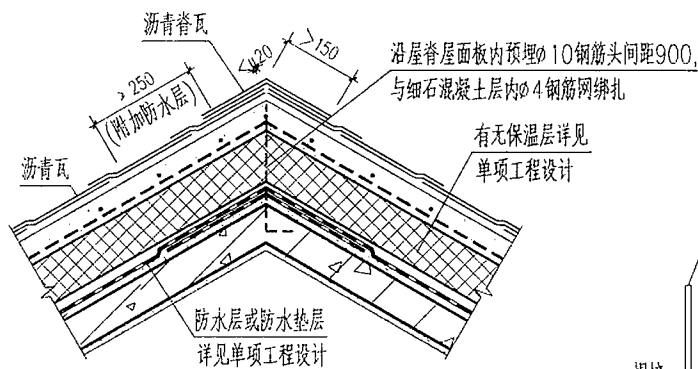 沥青脊瓦
≤120
>150
>250
(附加防水层)
沿屋脊屋面板内预埋ø10钢筋头间距900,
与细石混凝土层内ø4钢筋网绑扎
有无保温层详见
单项工程设计
沥青瓦
防水层或防水垫层
详见单项工程设计